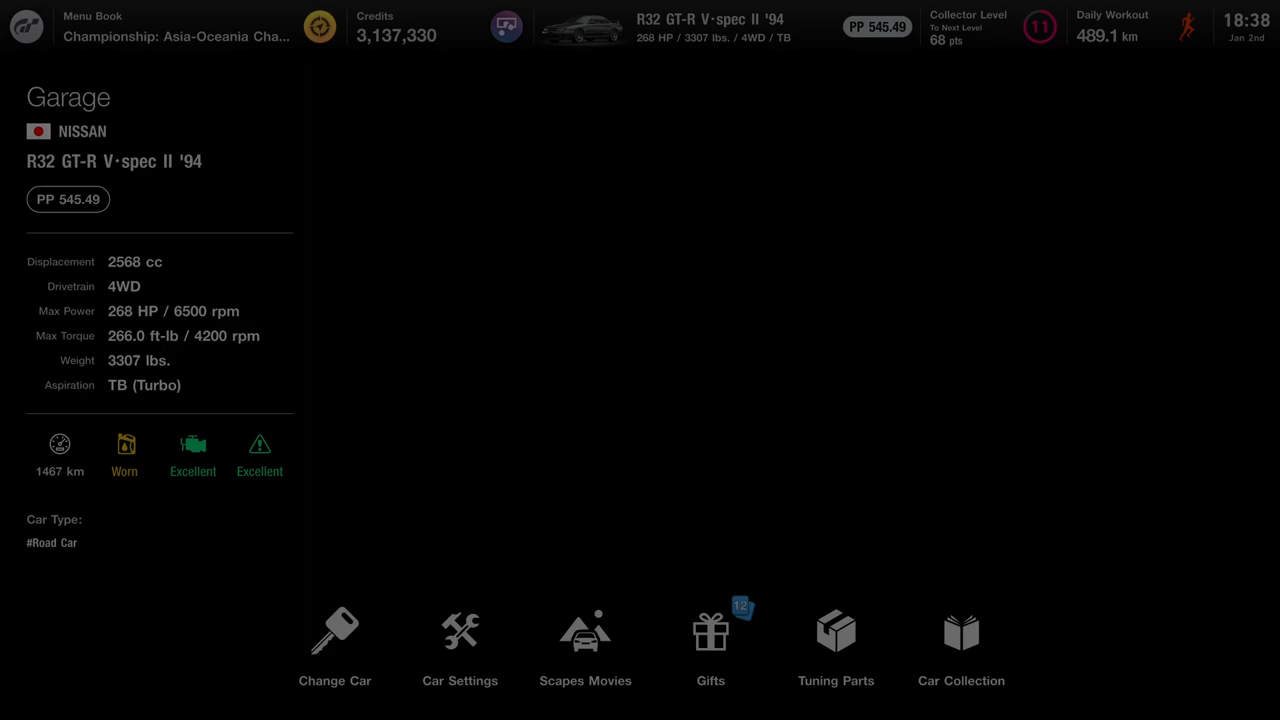 Menu Book
Championship: Asia-Oceania Cha...
Credits
3,137,330
R32 GT-R V・spec II '94
268 HP / 3307 lbs. / 4WD / TB
PP 545.49
Collector Level
To Next Level
68 pts
11
Daily Workout
489.1 km
18:38
Jan 2nd
Garage
NISSAN
R32 GT-R V・spec II '94
PP 545.49
Displacement 2568 cc
Drivetrain 4WD
Max Power 268 HP / 6500 rpm
Max Torque 266.0 ft-lb / 4200 rpm
Weight 3307 lbs.
Aspiration TB (Turbo)
1467 km Worn Excellent Excellent
Car Type:
#Road Car
12
Change Car Car Settings Scapes Movies Gifts Tuning Parts Car Collection